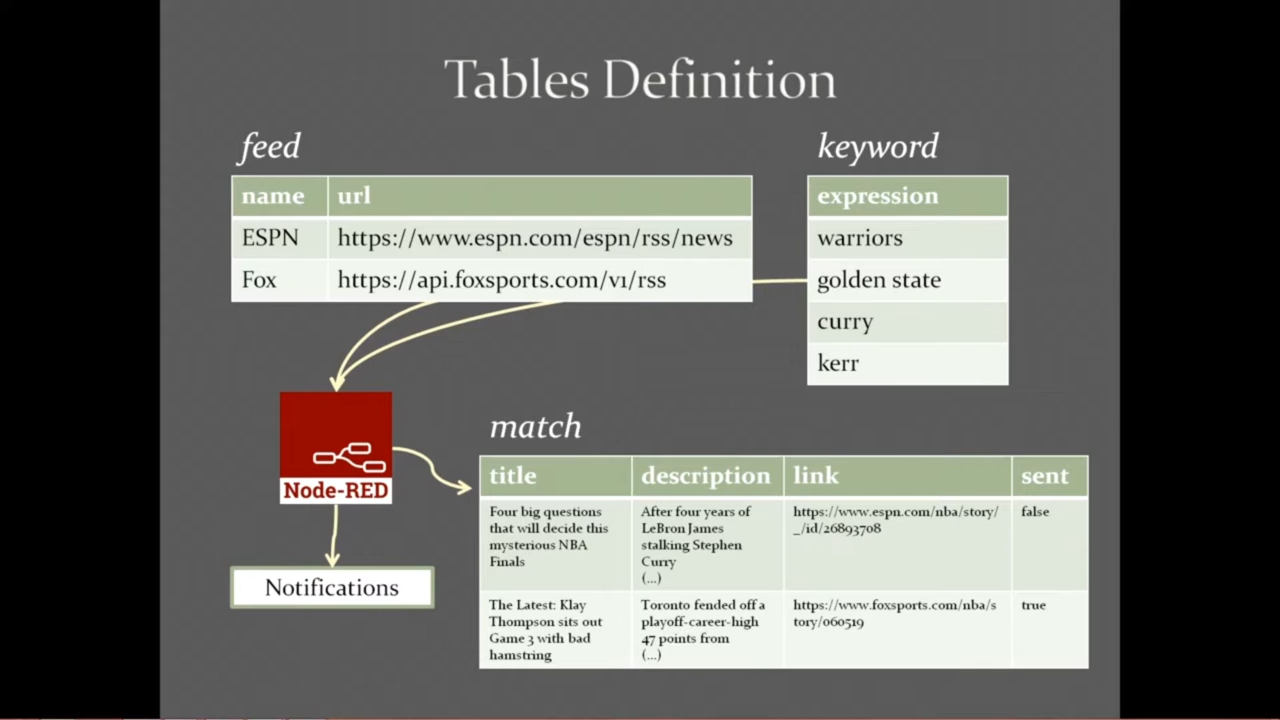 Tables Definition
feed
name url
ESPN https://www.espn.com/espn/rss/news
Fox https://api.foxsports.com/v1/rss
keyword
expression
warriors
golden state
curry
kerr
Node-RED
Notifications
match
title description link sent
Four big questions
that will decide this
mysterious NBA
Finals
After four years of
LeBron James
stalking Stephen
Curry
(...)
https://www.espn.com/nba/story/
_/id/26893708
false
The Latest: Klay
Thompson sits out
Game 3 with bad
hamstring
Toronto fended off a
playoff-career-high
47 points from
(...)
https://www.foxsports.com/nba/s
tory/060519
true